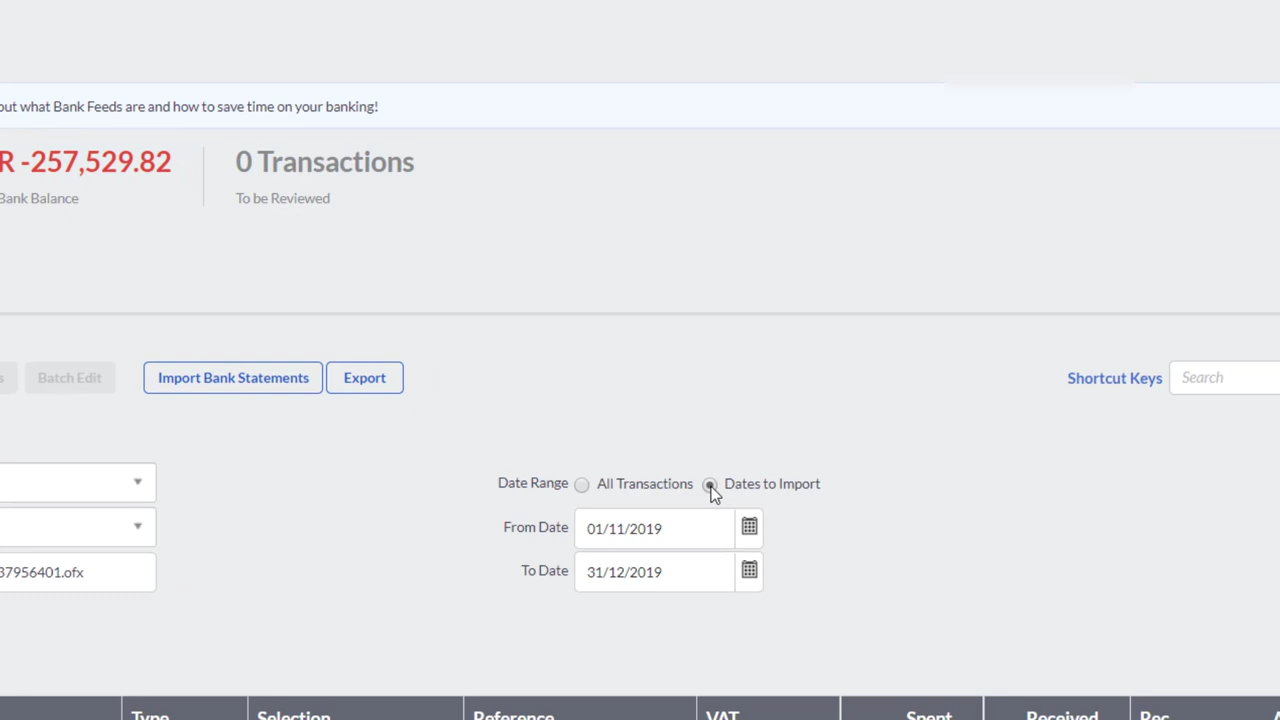 out what Bank Feeds are and how to save time on your banking!
R -257,529.82
0 Transactions
Bank Balance
To be Reviewed
s
Batch Edit
Import Bank Statements
Export
Shortcut Keys
Search
Date Range
All Transactions
Dates to Import
From Date
01/11/2019
To Date
31/12/2019
37956401.ofx
Type
Selection
Reference
VAT
Spent
Received
Rec